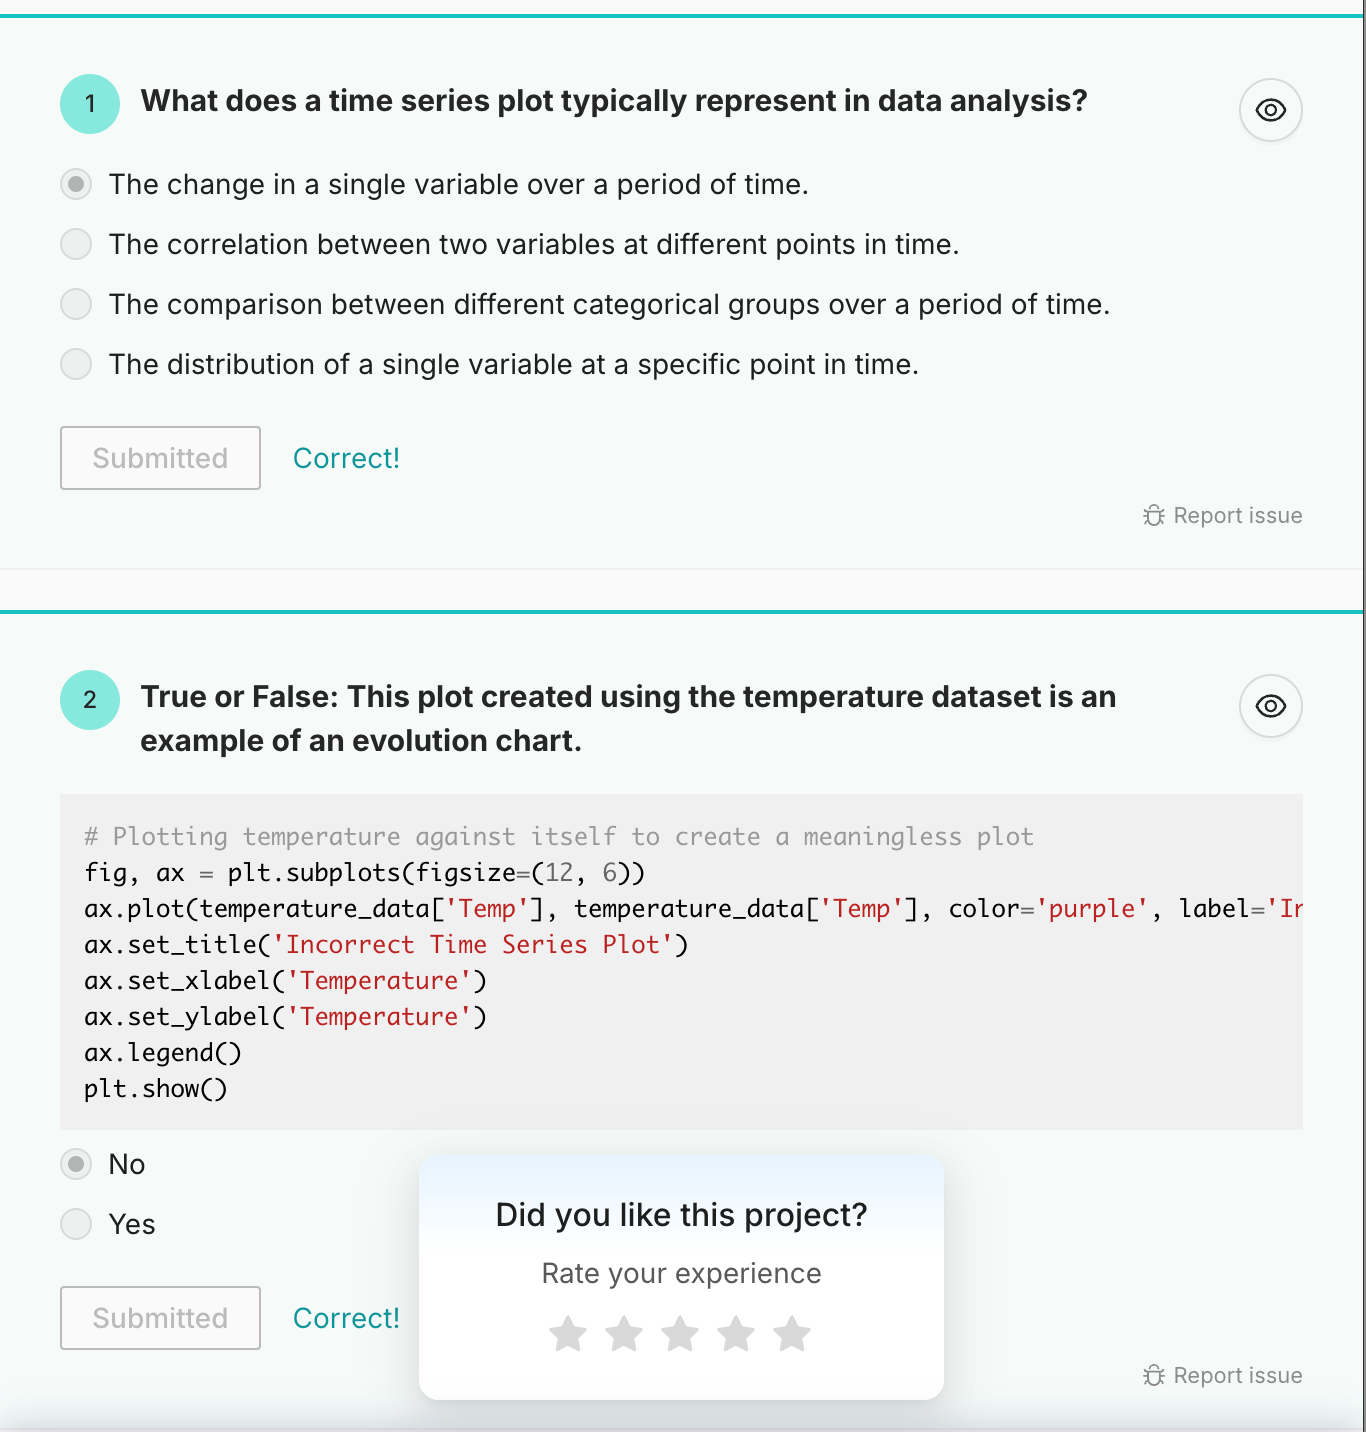 1
What does a time series plot typically represent in data analysis?
The change in a single variable over a period of time.
The correlation between two variables at different points in time.
The comparison between different categorical groups over a period of time.
The distribution of a single variable at a specific point in time.
Submitted
Correct!
Report issue
2
True or False: This plot created using the temperature dataset is an
example of an evolution chart.
# Plotting temperature against itself to create a meaningless plot
fig, ax = plt.subplots(figsize=(12, 6))
ax.plot(temperature_data['Temp'], temperature_data['Temp'], color='purple', label='Ir
ax.set_title('Incorrect Time Series Plot')
ax.set_xlabel('Temperature')
ax.set_ylabel('Temperature')
ax.legend()
plt.show()
No
Yes
Did you like this project?
Rate your experience
Submitted
Correct!
Report issue